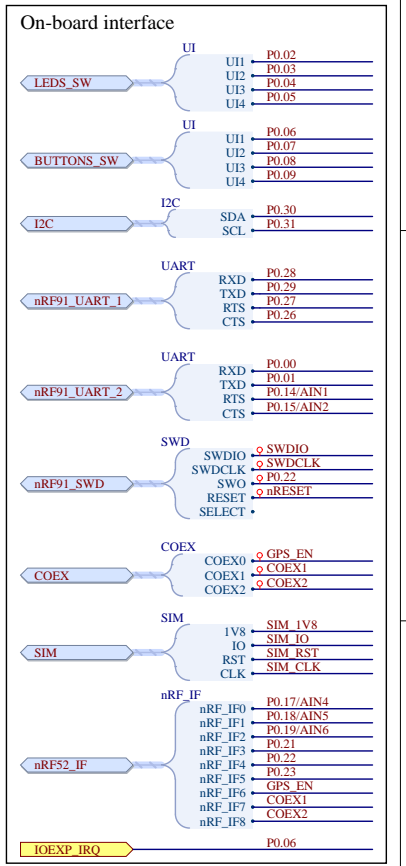 On-board interface
UI
LEDS_SW
UI1 P0.02
UI2 P0.03
UI3 P0.04
UI4 P0.05
UI
BUTTONS_SW
UI1 P0.06
UI2 P0.07
UI3 P0.08
UI4 P0.09
I2C
I2C
SDA P0.30
SCL P0.31
UART
nRF91_UART_1
RXD P0.28
TXD P0.29
RTS P0.27
CTS P0.26
UART
nRF91_UART_2
RXD P0.00
TXD P0.01
RTS P0.14/AIN1
CTS P0.15/AIN2
SWD
nRF91_SWD
SWDIO SWDIO
SWDCLK SWDCLK
SWO P0.22
RESET nRESET
SELECT
COEX
COEX
COEX0 GPS_EN
COEX1 COEX1
COEX2 COEX2
SIM
SIM
1V8 SIM_1V8
IO SIM_IO
RST SIM_RST
CLK SIM_CLK
nRF_IF
nRF52_IF
nRF_IF0 P0.17/AIN4
nRF_IF1 P0.18/AIN5
nRF_IF2 P0.19/AIN6
nRF_IF3 P0.21
nRF_IF4 P0.22
nRF_IF5 P0.23
nRF_IF6 GPS_EN
nRF_IF7 COEX1
nRF_IF8 COEX2
IOEXP_IRQ P0.06